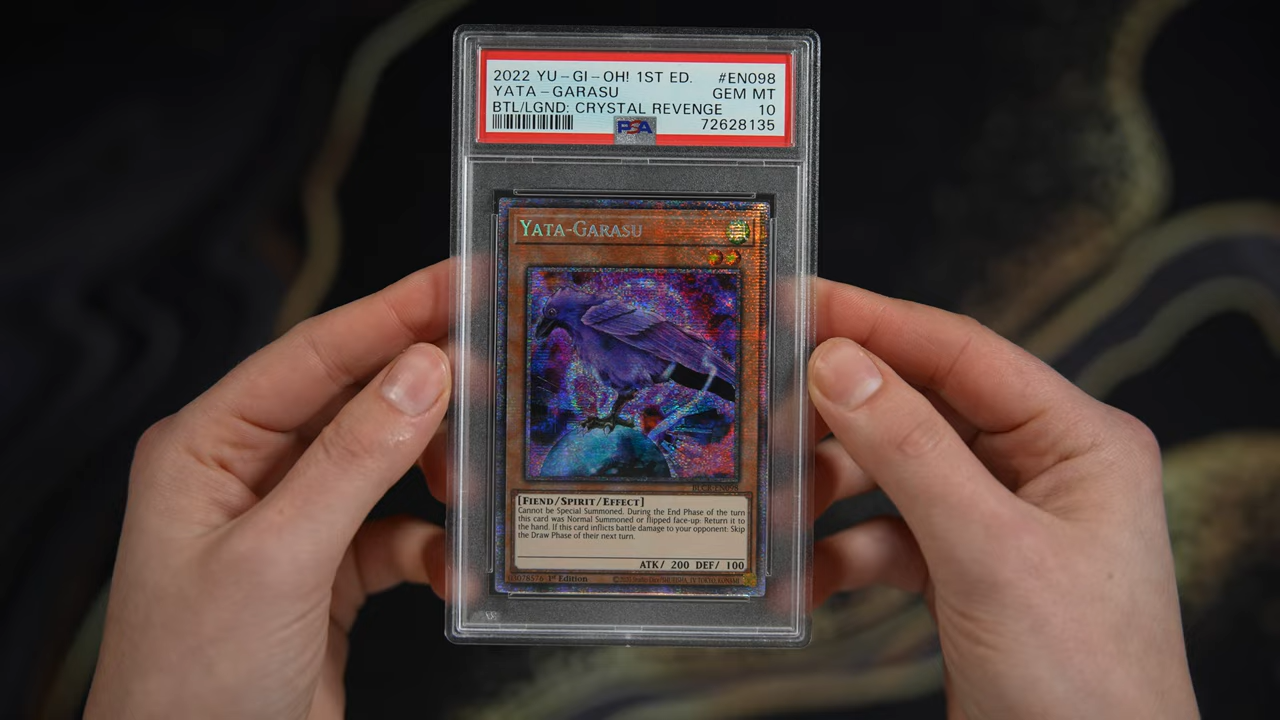 2022 YU-GI-OH! 1ST ED. #EN098
YATA-GARASU GEM MT
BTL/LGND: CRYSTAL REVENGE 10
PSA 72628135
YATA-GARASU
BLCR-EN098
[FIEND/SPIRIT/EFFECT]
Cannot be Special Summoned. During the End Phase of the turn
this card was Normal Summoned or flipped face-up: Return it to
the hand. If this card inflicts battle damage to your opponent: Skip
the Draw Phase of their next turn.
ATK/ 200 DEF/ 100
03078576 1st Edition